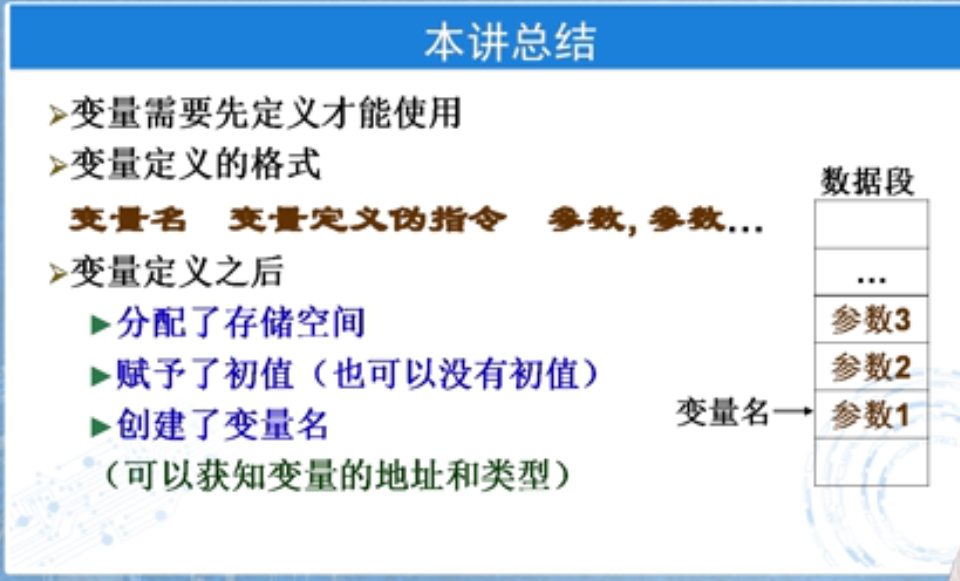 本讲总结
➢变量需要先定义才能使用
➢变量定义的格式
变量名 变量定义伪指令 参数, 参数...
➢变量定义之后
►分配了存储空间
►赋予了初值（也可以没有初值）
►创建了变量名
（可以获知变量的地址和类型）
数据段
...
参数3
参数2
变量名→参数1